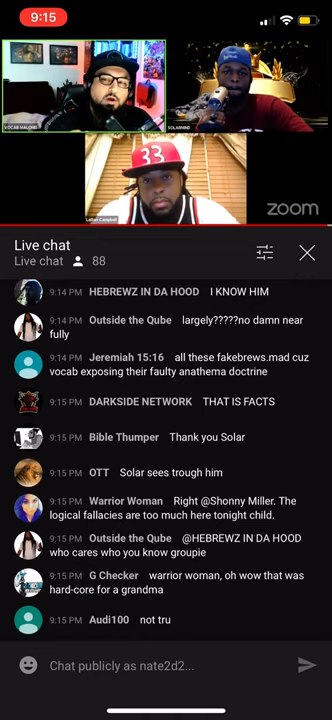 9:15
VOCAB MALONE
SOLARHIND
33
zoom
Live chat
Live chat 88
9:14 PM HEBREWZ IN DA HOOD I KNOW HIM
9:14 PM Outside the Qube largely?????no damn near
fully
9:14 PM Jeremiah 15:16 all these fakebrews.mad cuz
vocab exposing their faulty anathema doctrine
9:15 PM DARKSIDE NETWORK THAT IS FACTS
9:15 PM Bible Thumper Thank you Solar
9:15 PM OTT Solar sees trough him
9:15 PM Warrior Woman Right @Shonny Miller. The
logical fallacies are too much here tonight child.
9:15 PM Outside the Qube @HEBREWZ IN DA HOOD
who cares who you know groupie
9:15 PM G Checker warrior woman, oh wow that was
hard-core for a grandma
9:15 PM Audi100 not tru
Chat publicly as nate2d2...